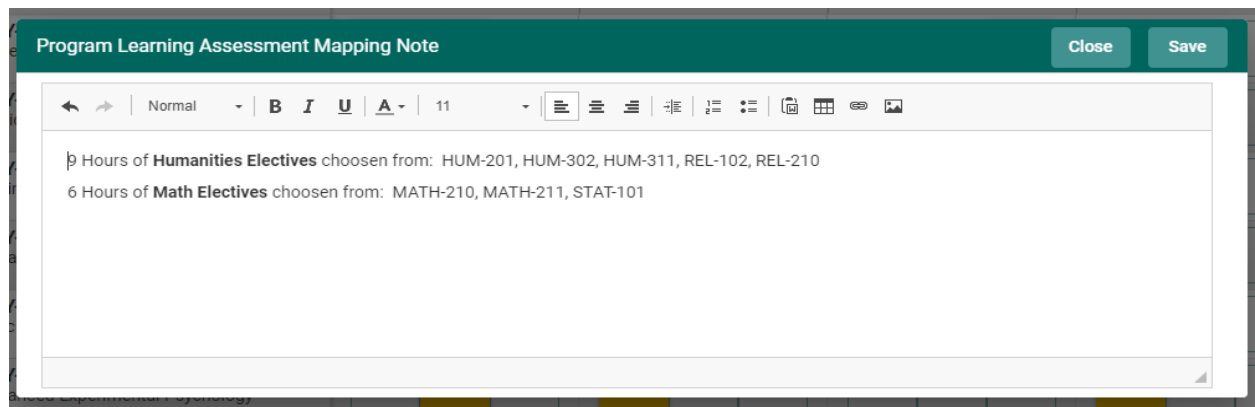 Program Learning Assessment Mapping Note
Close
Save
Normal
B I U A 11
9 Hours of Humanities Electives choosen from: HUM-201, HUM-302, HUM-311, REL-102, REL-210
6 Hours of Math Electives choosen from: MATH-210, MATH-211, STAT-101
Experimental Psychology